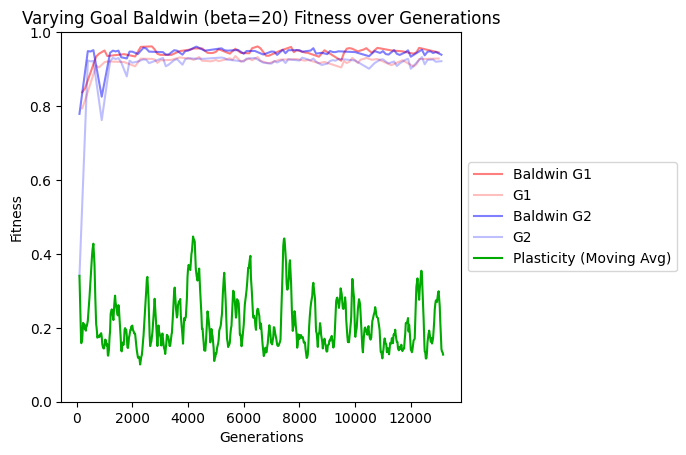 Varying Goal Baldwin (beta=20) Fitness over Generations
Fitness
1.0
0.8
0.6
0.4
0.2
0.0
0 2000 4000 6000 8000 10000 12000
Generations
Baldwin G1
G1
Baldwin G2
G2
Plasticity (Moving Avg)